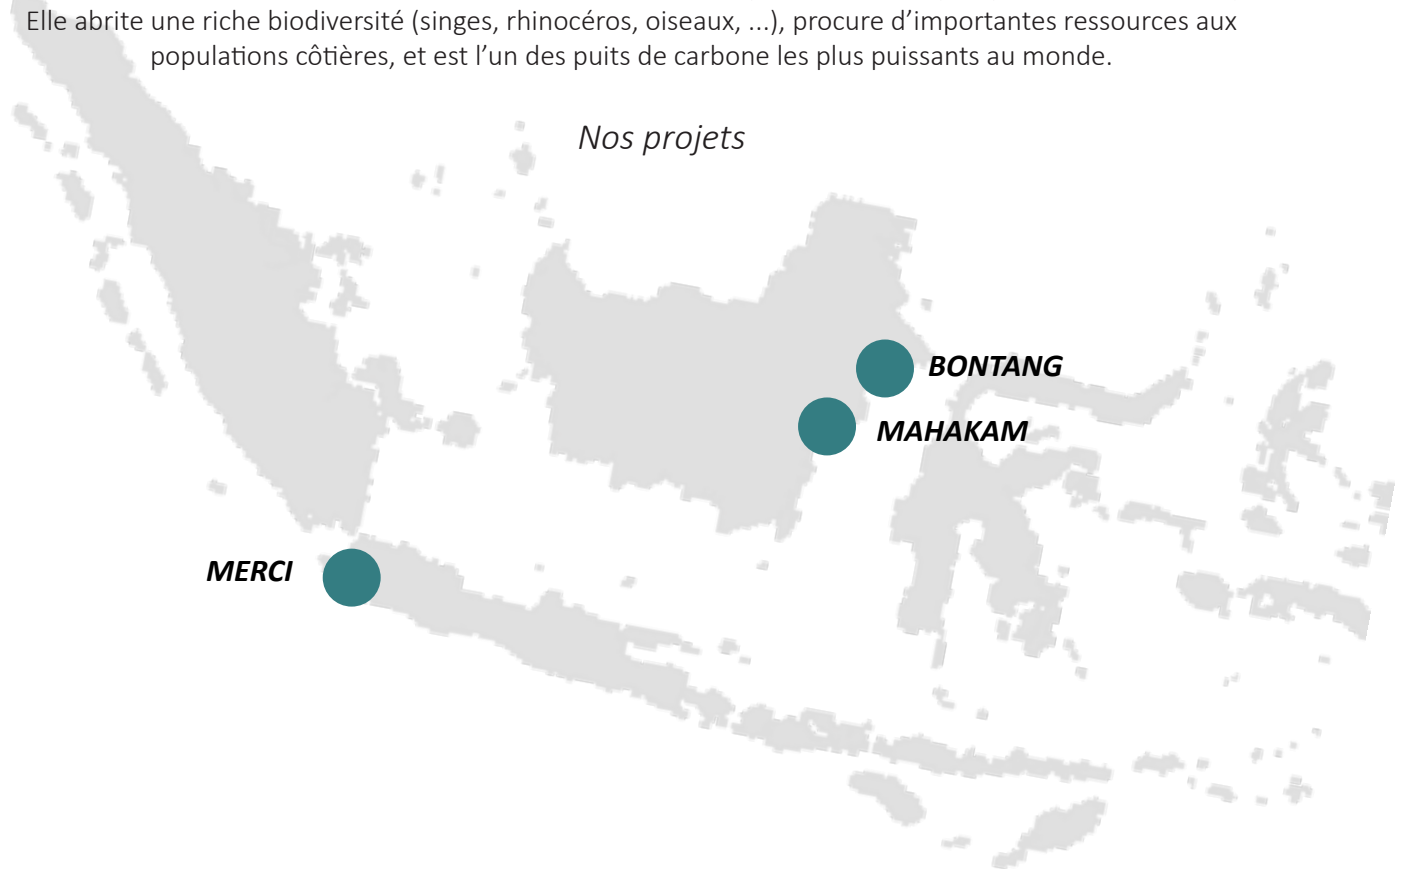 Elle abrite une riche biodiversité (singes, rhinocéros, oiseaux, ...), procure d’importantes ressources aux
populations côtières, et est l’un des puits de carbone les plus puissants au monde.
Nos projets
BONTANG
MAHAKAM
MERCI